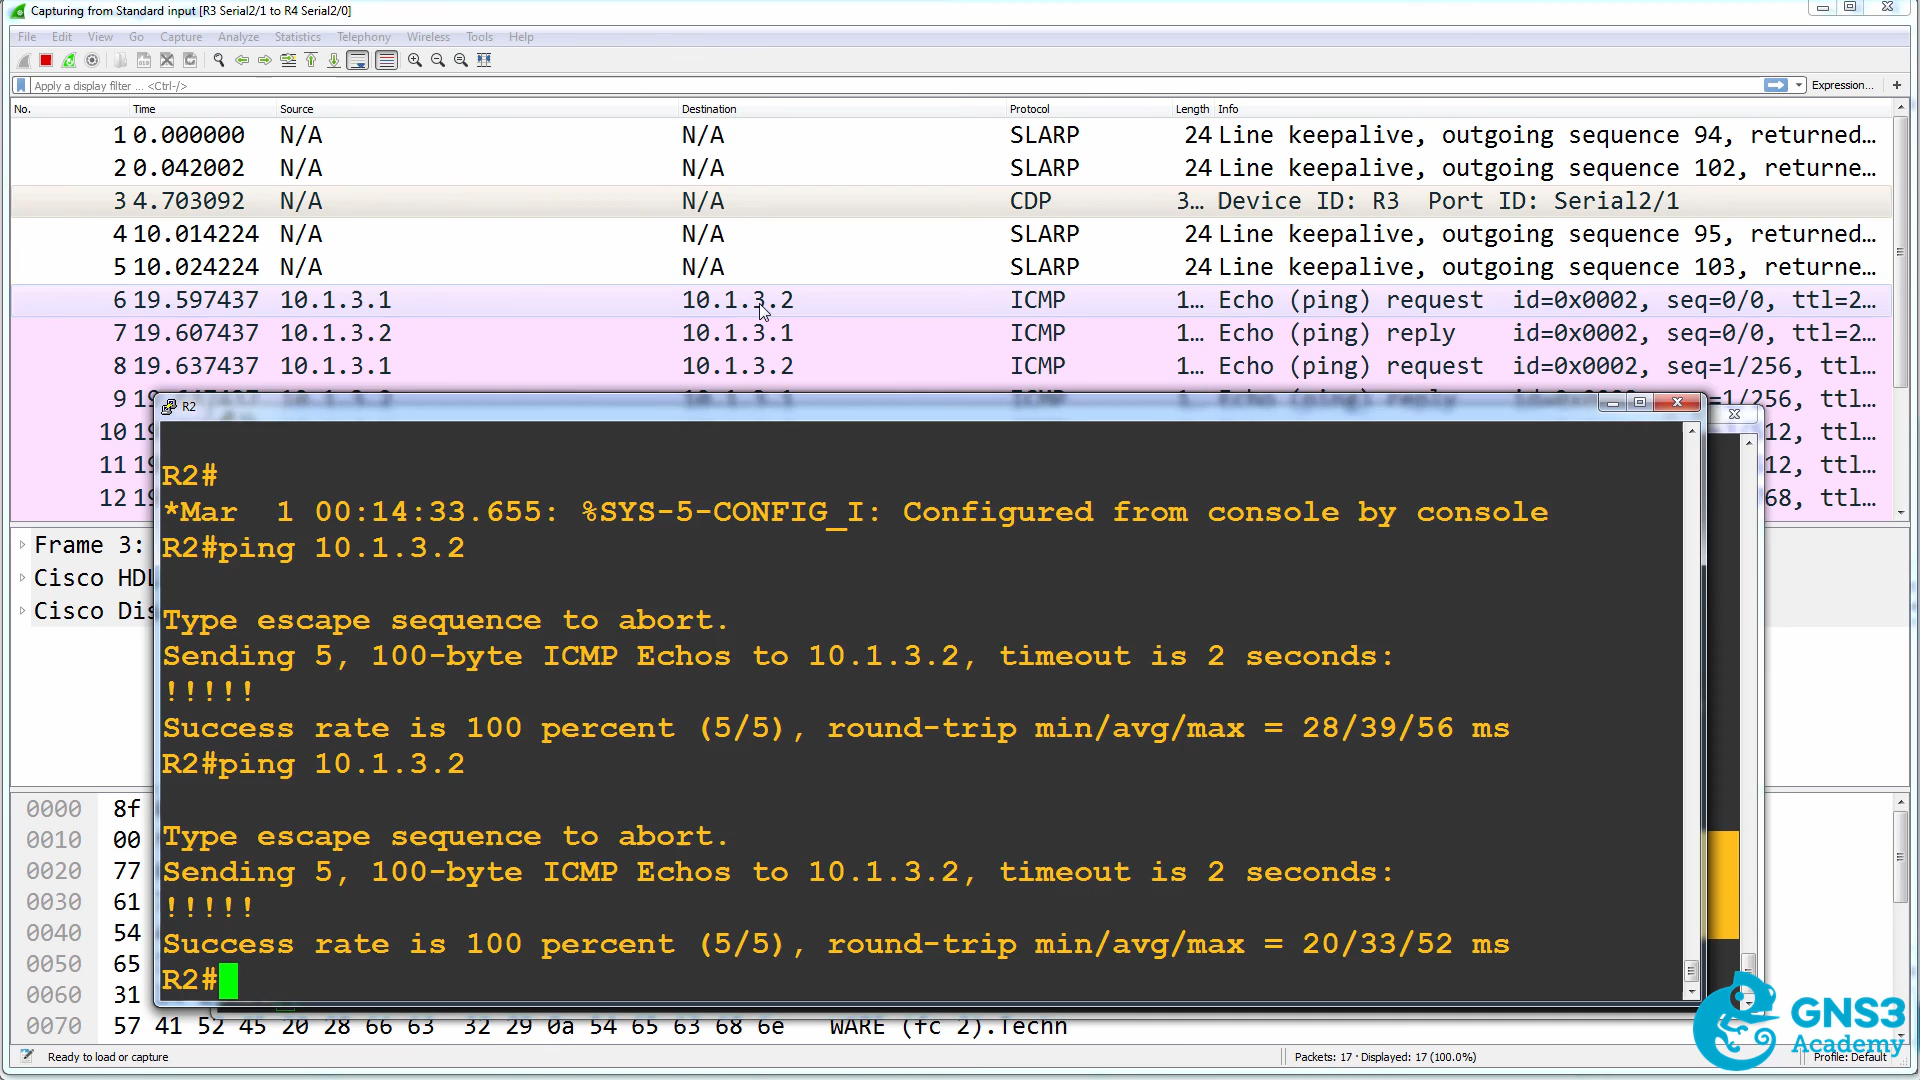 Capturing from Standard input [R3 Serial2/1 to R4 Serial2/0]
File Edit View Go Capture Analyze Statistics Telephony Wireless Tools Help
Apply a display filter ... <Ctrl-/> Expression... +
No. Time Source Destination Protocol Length Info
1 0.000000 N/A N/A SLARP 24 Line keepalive, outgoing sequence 94, returned...
2 0.042002 N/A N/A SLARP 24 Line keepalive, outgoing sequence 102, returne...
3 4.703092 N/A N/A CDP 3... Device ID: R3 Port ID: Serial2/1
4 10.014224 N/A N/A SLARP 24 Line keepalive, outgoing sequence 95, returned...
5 10.024224 N/A N/A SLARP 24 Line keepalive, outgoing sequence 103, returne...
6 19.597437 10.1.3.1 10.1.3.2 ICMP 1... Echo (ping) request id=0x0002, seq=0/0, ttl=2...
7 19.607437 10.1.3.2 10.1.3.1 ICMP 1... Echo (ping) reply id=0x0002, seq=0/0, ttl=2...
8 19.637437 10.1.3.1 10.1.3.2 ICMP 1... Echo (ping) request id=0x0002, seq=1/256, ttl...
9 =1/256, ttl...
10 19 12, ttl...
11 19 12, ttl...
12 19 68, ttl...
R2
R2#
*Mar 1 00:14:33.655: %SYS-5-CONFIG_I: Configured from console by console
R2#ping 10.1.3.2
Type escape sequence to abort.
Sending 5, 100-byte ICMP Echos to 10.1.3.2, timeout is 2 seconds:
!!!!!
Success rate is 100 percent (5/5), round-trip min/avg/max = 28/39/56 ms
R2#ping 10.1.3.2
Type escape sequence to abort.
Sending 5, 100-byte ICMP Echos to 10.1.3.2, timeout is 2 seconds:
!!!!!
Success rate is 100 percent (5/5), round-trip min/avg/max = 20/33/52 ms
R2#
Frame 3:
Cisco HDL
Cisco Dis
0000 8f
0010 00
0020 77
0030 61
0040 54
0050 65
0060 31
0070 57 41 52 45 20 28 66 63 32 29 0a 54 65 63 68 6e WARE (fc 2).Techn
Ready to load or capture Packets: 17 · Displayed: 17 (100.0%) Profile: Default
GNS3
Academy